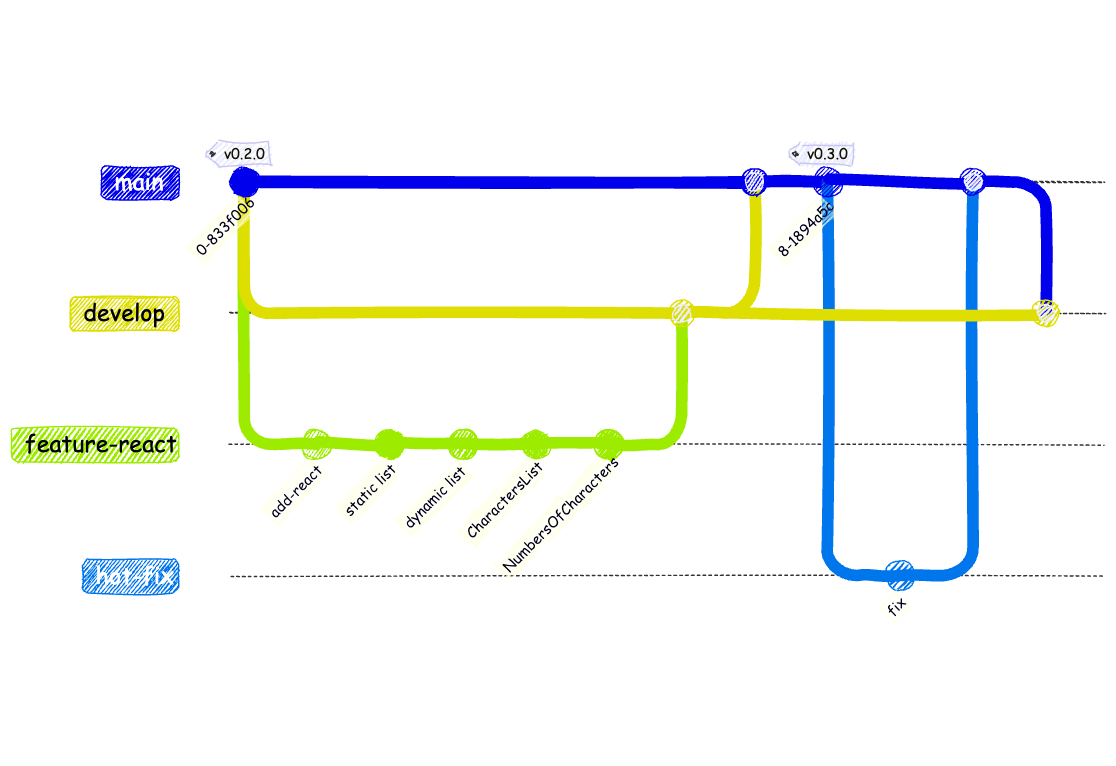 v0.2.0
v0.3.0
main
0-833f006
8-1894a5c
develop
feature-react
add-react
static list
dynamic list
CharactersList
NumbersOfCharacters
hot-fix
fix